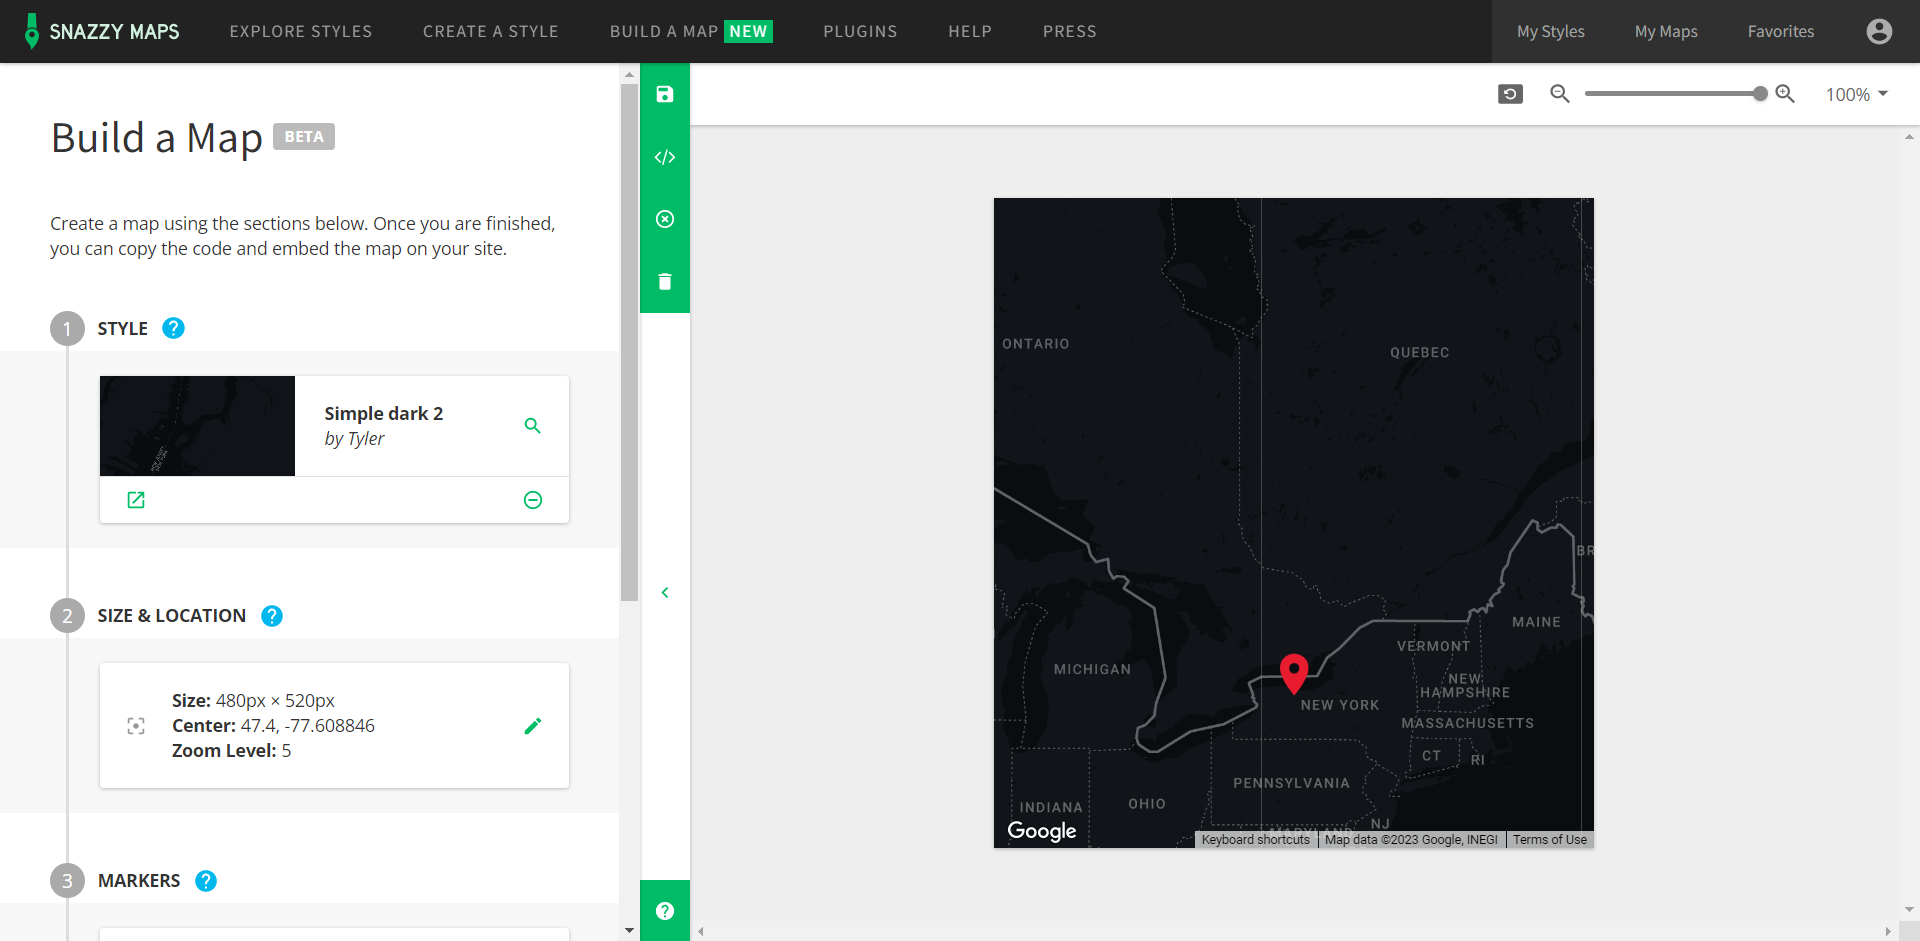 SNAZZY MAPS
EXPLORE STYLES
CREATE A STYLE
BUILD A MAP NEW
PLUGINS
HELP
PRESS
My Styles
My Maps
Favorites
Build a Map BETA
Create a map using the sections below. Once you are finished,
you can copy the code and embed the map on your site.
1 STYLE ?
Simple dark 2
by Tyler
2 SIZE & LOCATION ?
Size: 480px × 520px
Center: 47.4, -77.608846
Zoom Level: 5
3 MARKERS ?
</>
?
100%
ONTARIO
QUEBEC
BR
MAINE
VERMONT
MICHIGAN
NEW
HAMPSHIRE
NEW YORK
MASSACHUSETTS
CT
RI
PENNSYLVANIA
OHIO
INDIANA
NJ
MARYLAND
Google
Keyboard shortcuts
Map data ©2023 Google, INEGI
Terms of Use